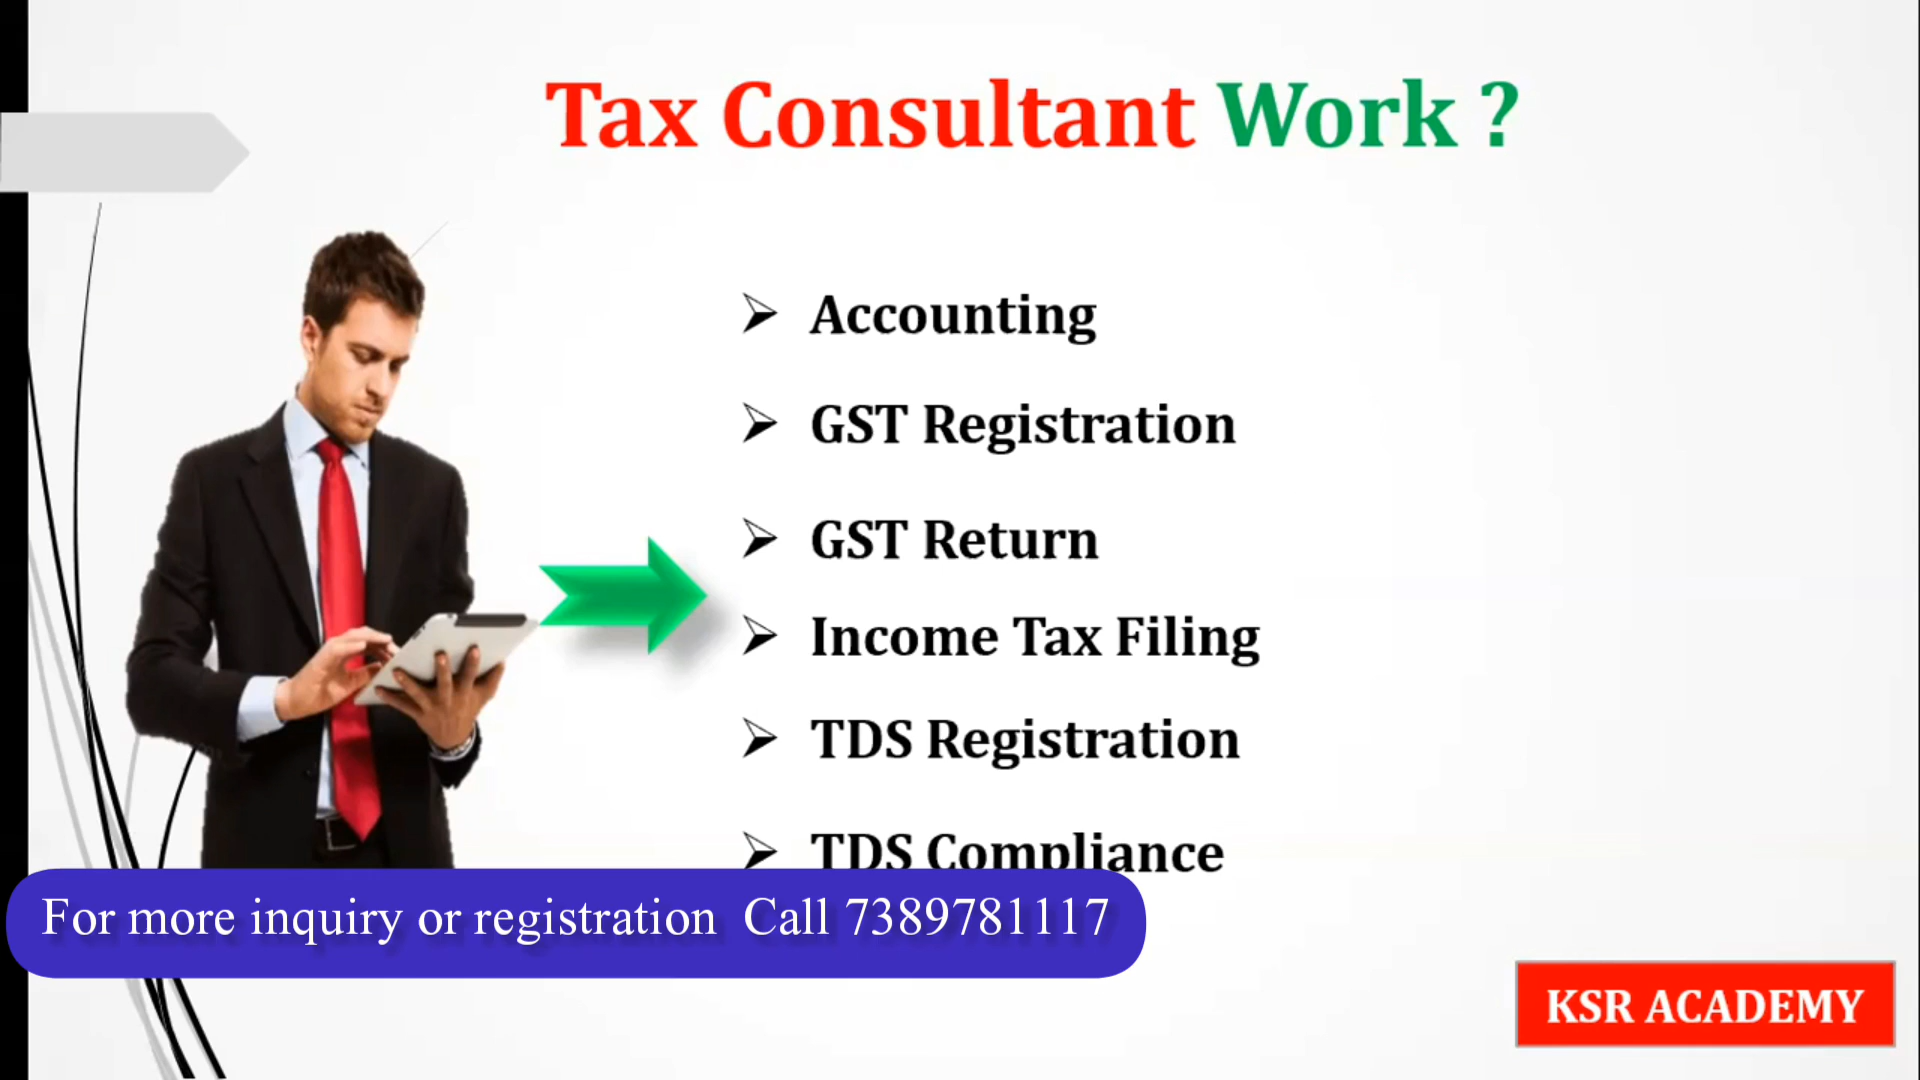 Tax Consultant Work ?
Accounting
GST Registration
GST Return
Income Tax Filing
TDS Registration
TDS Compliance
For more inquiry or registration Call 7389781117
KSR ACADEMY